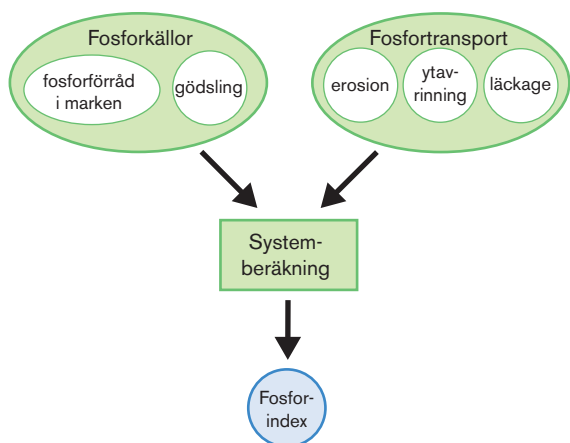 Fosforkällor
fosforförråd
i marken
gödsling
Fosfortransport
erosion
ytav-
rinning
läckage
System-
beräkning
Fosfor-
index